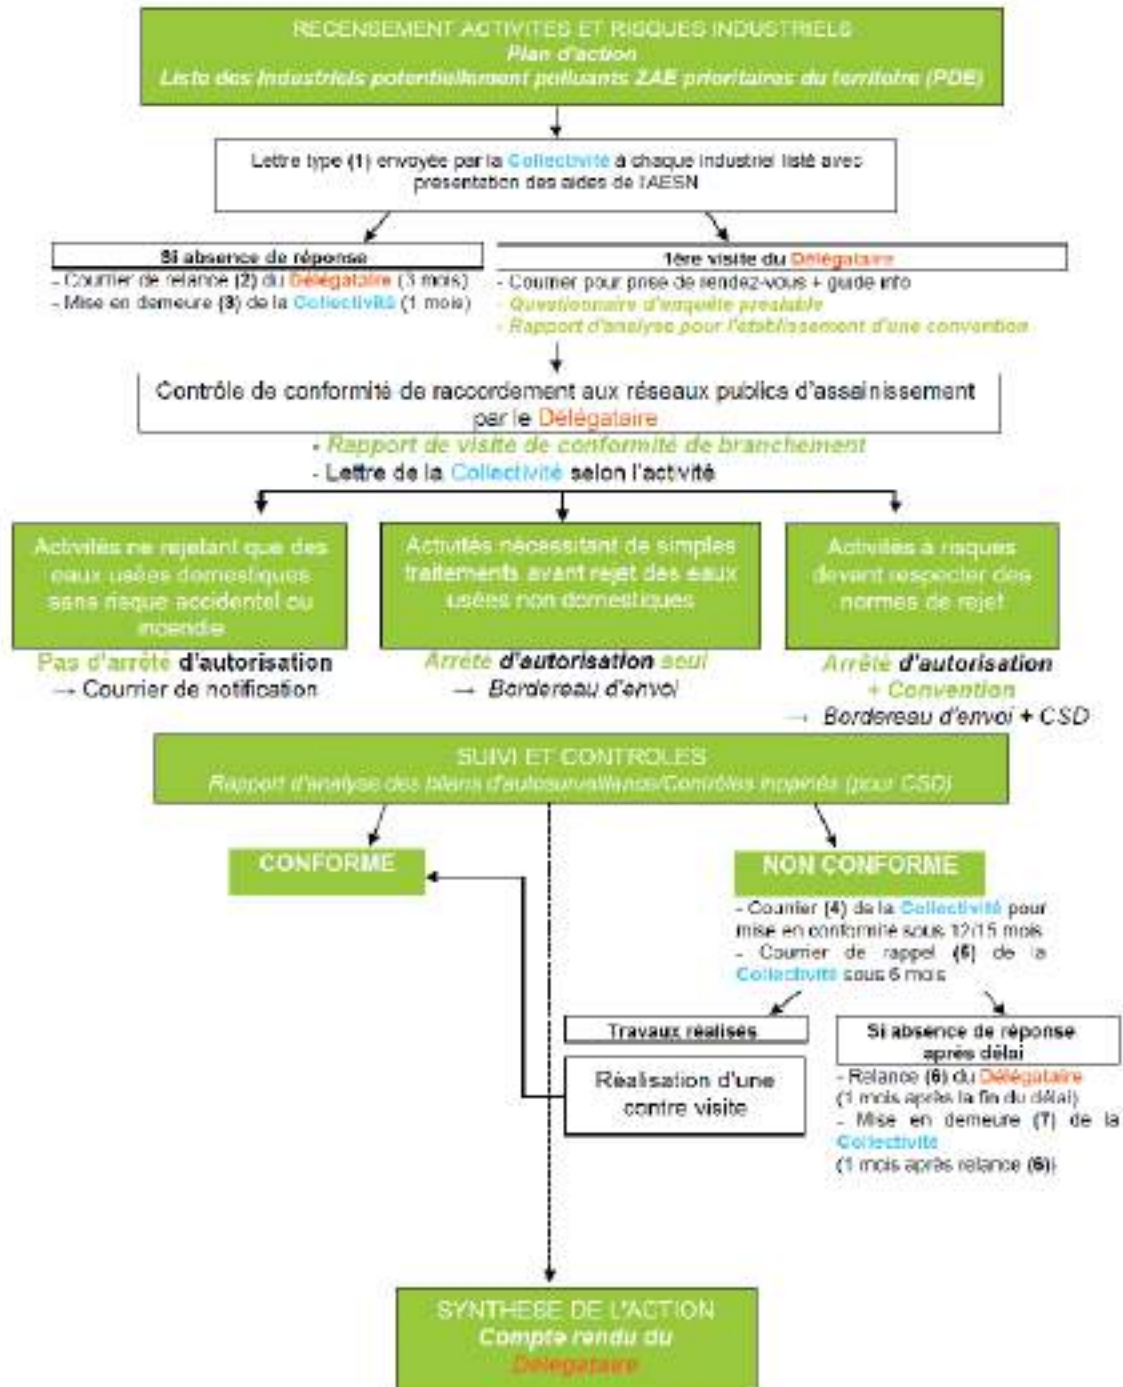 RECENSEMENT ACTIVITES ET RISQUES INDUSTRIELS
Plan d'action
Liste des Industriels potentiellement polluants ZAE prioritaires du territoire (PDE)
Lettre type (1) envoyée par la Collectivité à chaque industriel listé avec
présentation des aides de l'AESN
Si absence de réponse
- Courrier de relance (2) du Délégataire (3 mois)
- Mise en demeure (3) de la Collectivité (1 mois)
1ère visite du Délégataire
- Courrier pour prise de rendez-vous + guide info
- Questionnaire d'enquête préalable
- Rapport d'analyse pour l'établissement d'une convention
Contrôle de conformité de raccordement aux réseaux publics d'assainissement
par le Délégataire
- Rapport de visite de conformité de branchement
- Lettre de la Collectivité selon l'activité
Activités ne rejetant que des
eaux usées domestiques
sans risque accidentel ou
incendie
Pas d'arrêté d'autorisation
→ Courrier de notification
Activités nécessitant de simples
traitements avant rejet des eaux
usées non domestiques
Arrêté d'autorisation seul
→ Bordereau d'envoi
Activités à risques
devant respecter des
normes de rejet
Arrêté d'autorisation
+ Convention
→ Bordereau d'envoi + CSD
SUIVI ET CONTROLES
Rapport d'analyse des bilans d'autosurveillance/Contrôles inopinés (pour CSD)
CONFORME
NON CONFORME
- Courrier (4) de la Collectivité pour
mise en conformité sous 12/15 mois
- Courrier de rappel (5) de la
Collectivité sous 6 mois
Travaux réalisés
Réalisation d'une
contre visite
Si absence de réponse
après délai
- Relance (6) du Délégataire
(1 mois après la fin du délai)
- Mise en demeure (7) de la
Collectivité
(1 mois après relance (6))
SYNTHESE DE L'ACTION
Compte rendu du
Délégataire